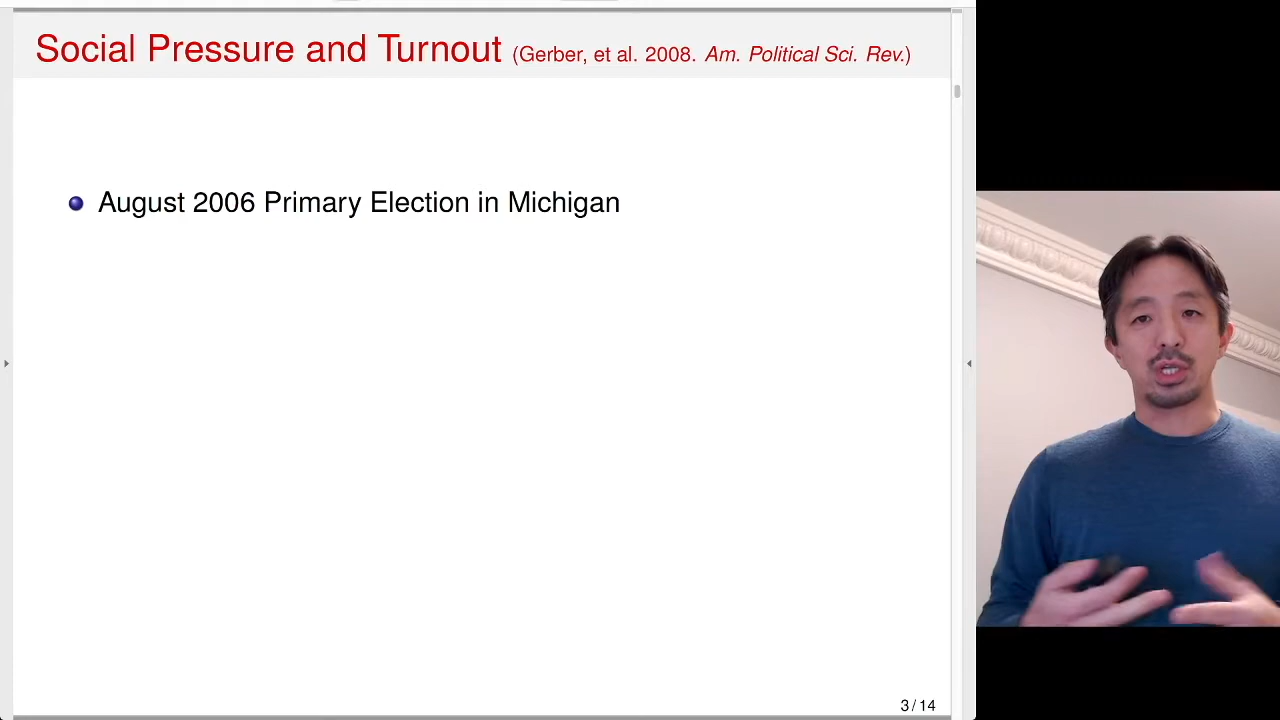 Social Pressure and Turnout (Gerber, et al. 2008. Am. Political Sci. Rev.)
August 2006 Primary Election in Michigan
3 / 14